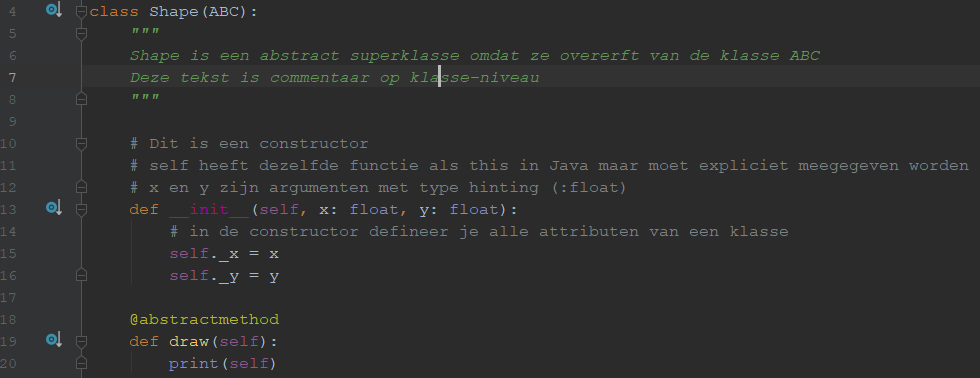 4 class Shape(ABC):
5 """
6 Shape is een abstract superklasse omdat ze overerft van de klasse ABC
7 Deze tekst is commentaar op klasse-niveau
8 """
9
10 # Dit is een constructor
11 # self heeft dezelfde functie als this in Java maar moet expliciet meegegeven worden
12 # x en y zijn argumenten met type hinting (:float)
13 def __init__(self, x: float, y: float):
14 # in de constructor defineer je alle attributen van een klasse
15 self._x = x
16 self._y = y
17
18 @abstractmethod
19 def draw(self):
20 print(self)